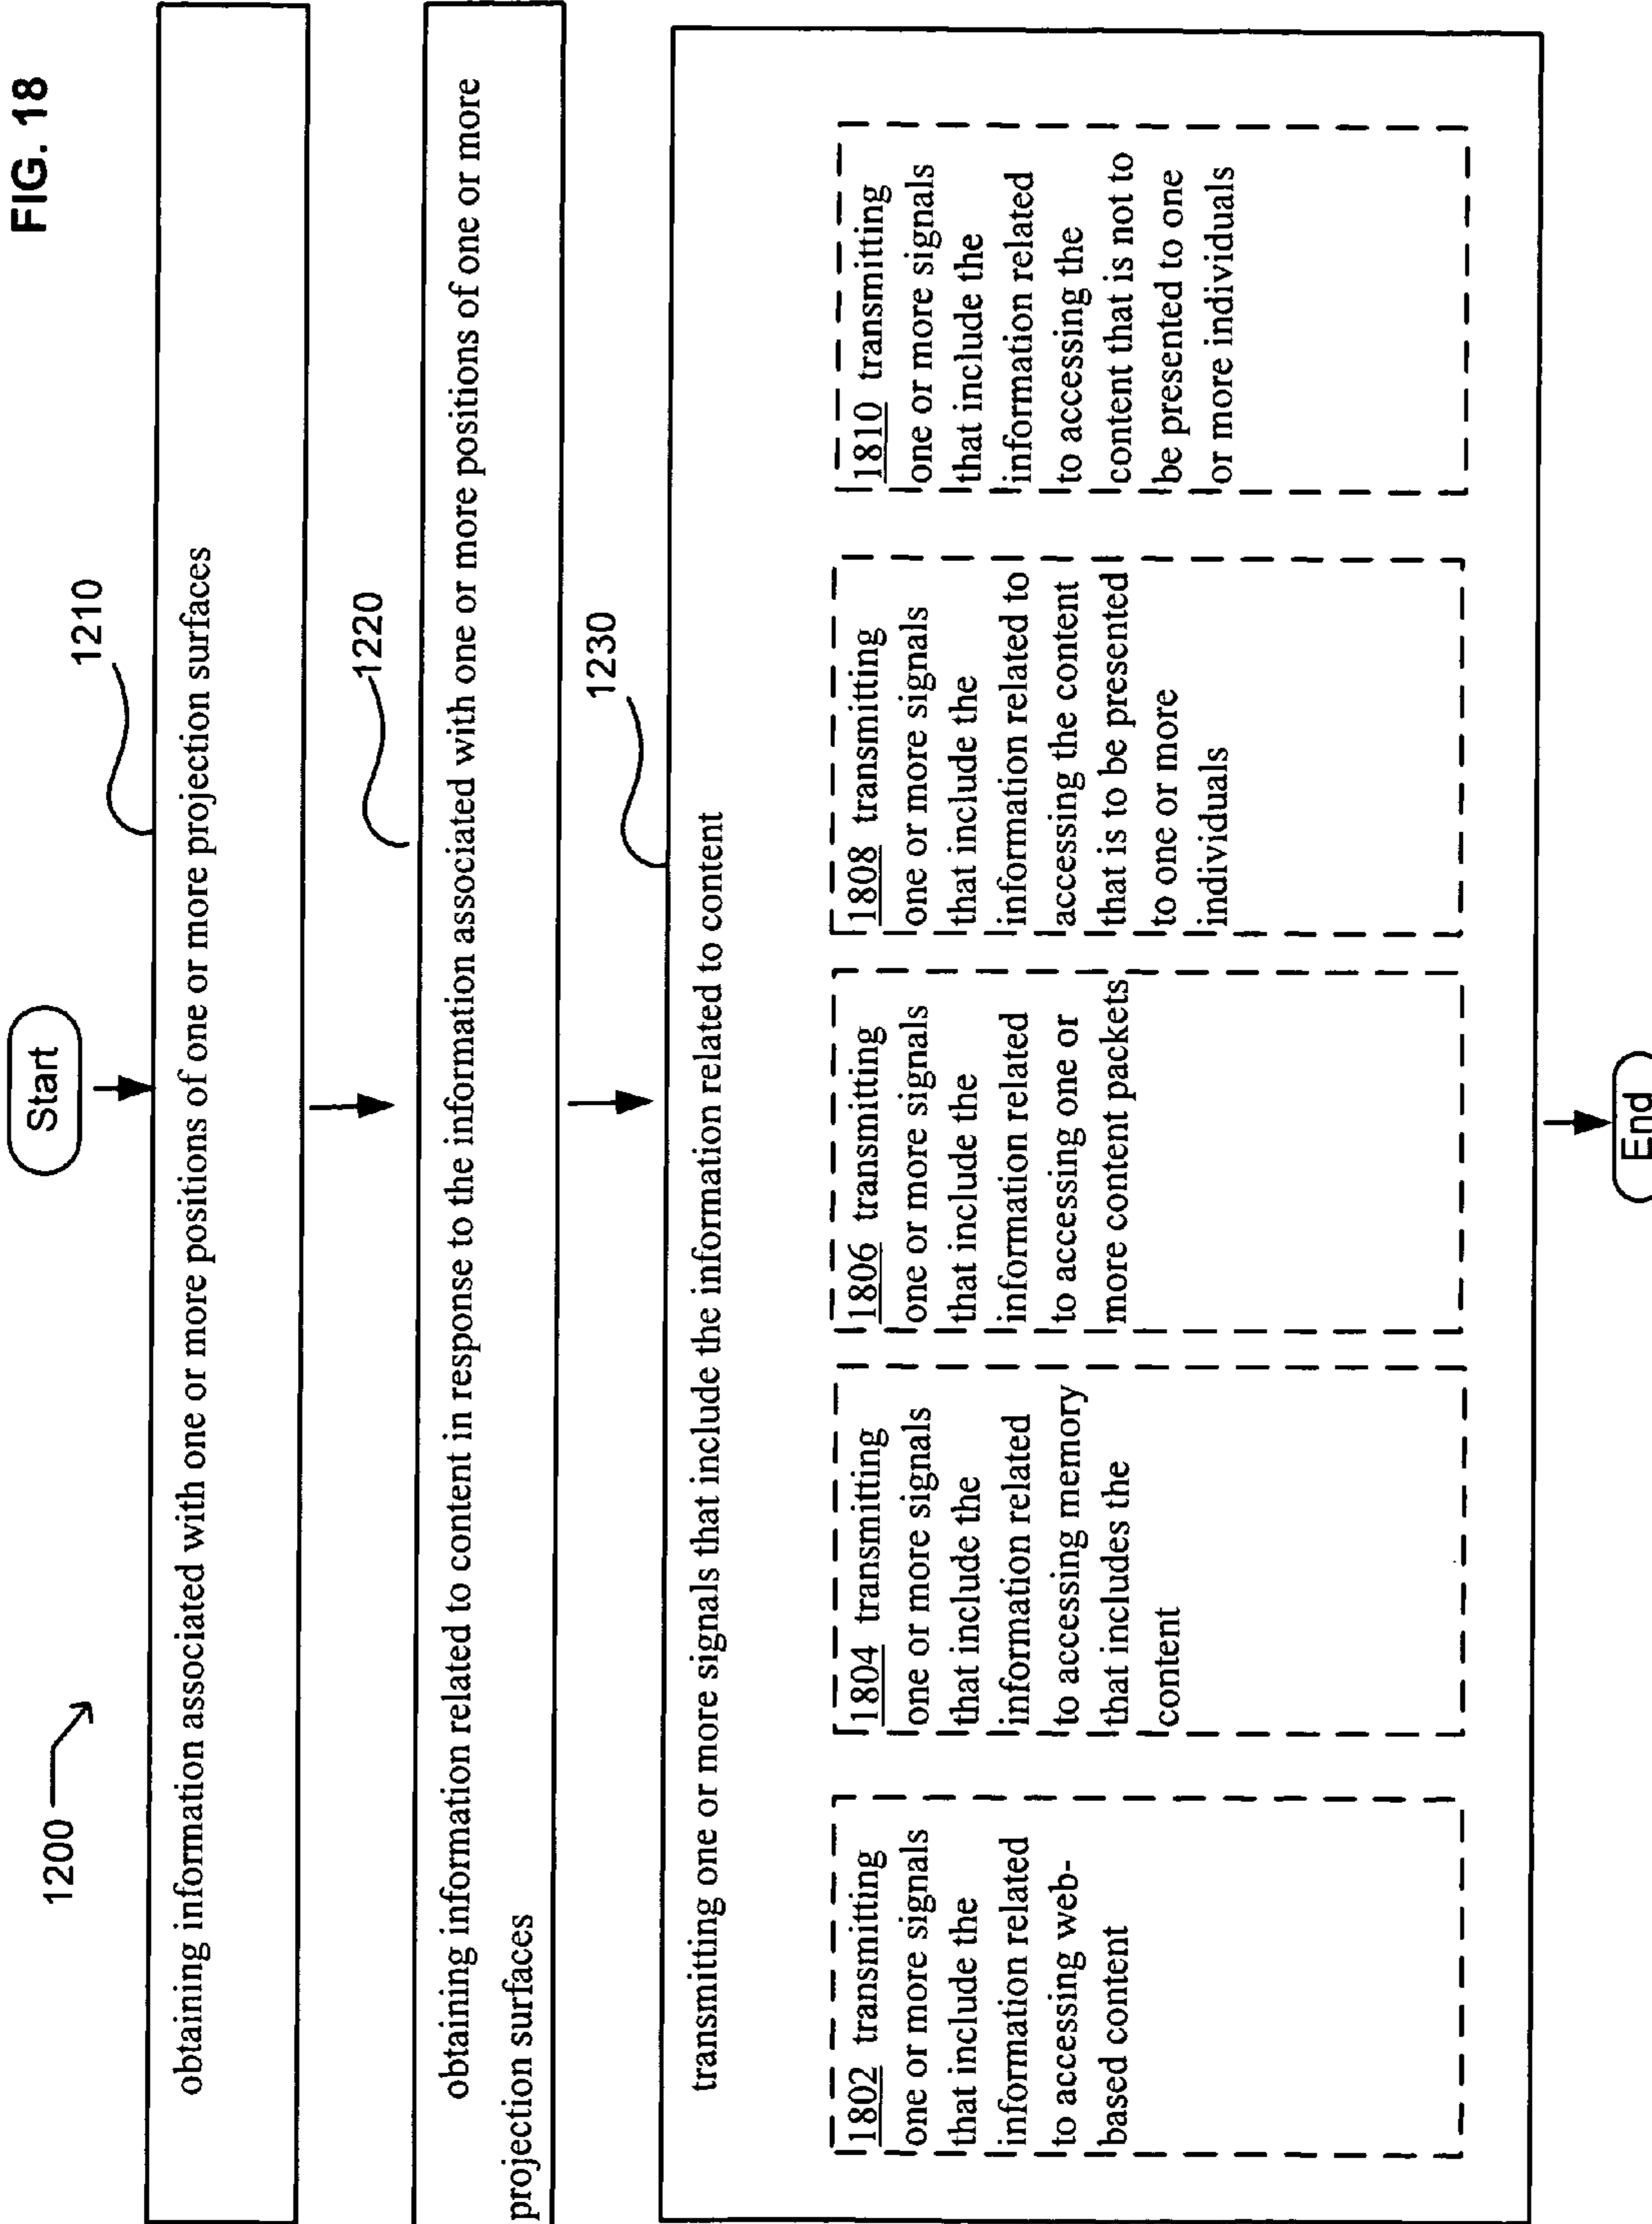 FIG. 18
1200
Start
1210
obtaining information associated with one or more positions of one or more projection surfaces
1220
obtaining information related to content in response to the information associated with one or more positions of one or more
projection surfaces
1230
transmitting one or more signals that include the information related to content
1802 transmitting
one or more signals
that include the
information related
to accessing web-
based content
1804 transmitting
one or more signals
that include the
information related
to accessing memory
that includes the
content
1806 transmitting
one or more signals
that include the
information related
to accessing one or
more content packets
1808 transmitting
one or more signals
that include the
information related to
accessing the content
that is to be presented
to one or more
individuals
1810 transmitting
one or more signals
that include the
information related
to accessing the
content that is not to
be presented to one
or more individuals
End